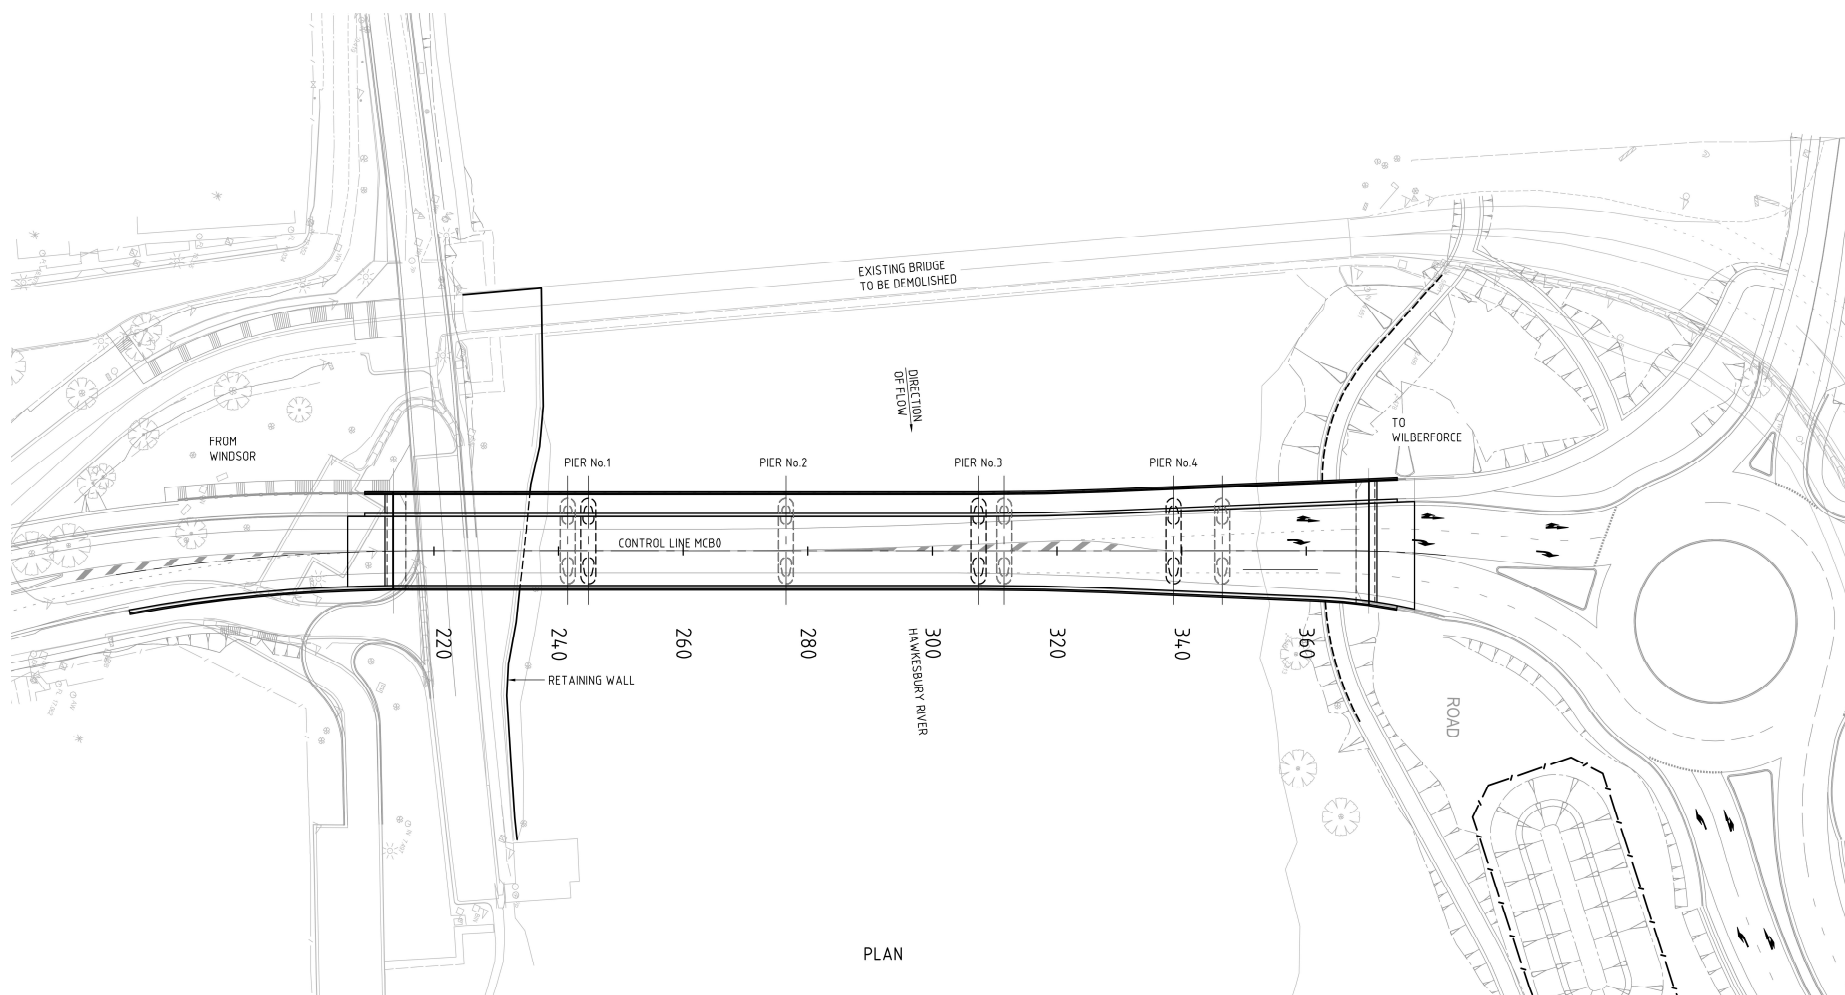 EXISTING BRIDGE
TO BE DEMOLISHED
DIRECTION
OF FLOW
FROM
WINDSOR
TO
WILBERFORCE
PIER No.1
PIER No.2
PIER No.3
PIER No.4
CONTROL LINE MCB0
220
240
260
280
300
320
340
360
HAWKESBURY RIVER
RETAINING WALL
ROAD
PLAN